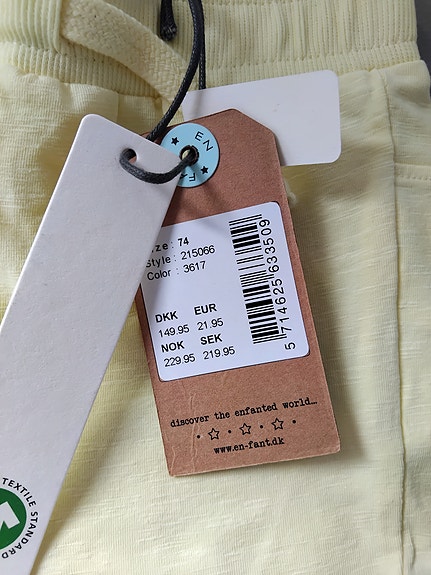 EN
FA
ize : 74
Style : 215066
Color : 3617
DKK EUR
149.95 21.95
NOK SEK
229.95 219.95
5 714625 633509
discover the enfanted world...
www.en-fant.dk
TEXTILE STANDARD